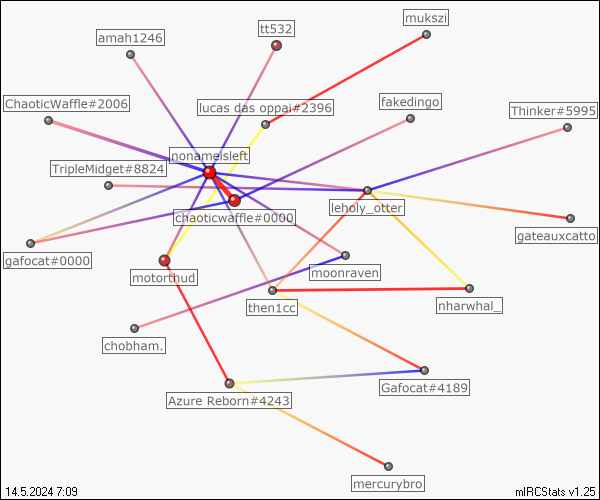 mukszi
tt532
amah1246
ChaoticWaffle#2006
lucas das oppai#2396
fakedingo
Thinker#5995
nonameisleft
TripleMidget#8824
leholy_otter
chaoticwaffle#0000
gateauxcatto
gafocat#0000
moonraven
motorthud
then1cc
nharwhal_
chobham.
Gafocat#4189
Azure Reborn#4243
mercurybro
14.5.2024 7:09
mIRCStats v1.25